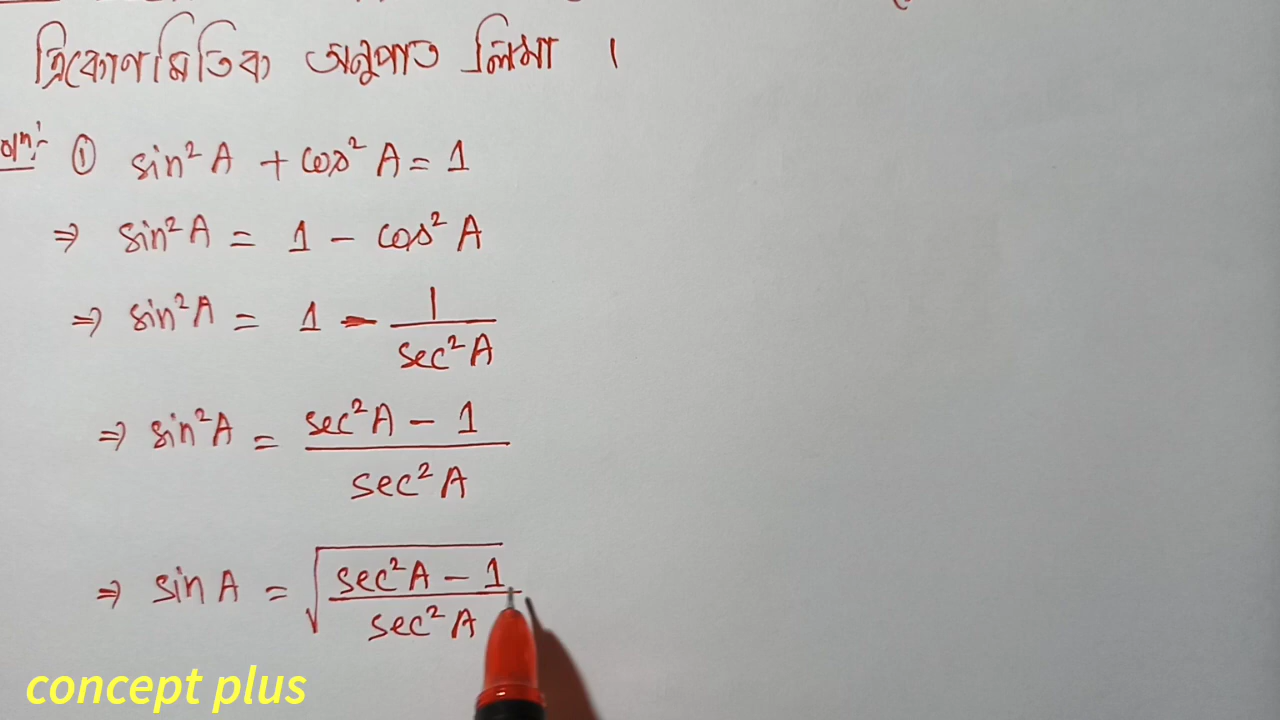 ত্রিকোণমিতিক অনুপাত লিমা ।
① sin²A + cos²A = 1
⇒ sin²A = 1 - cos²A
⇒ sin²A = 1 - 1/sec²A
⇒ sin²A = sec²A - 1/sec²A
⇒ sin A = √sec²A - 1/sec²A
concept plus